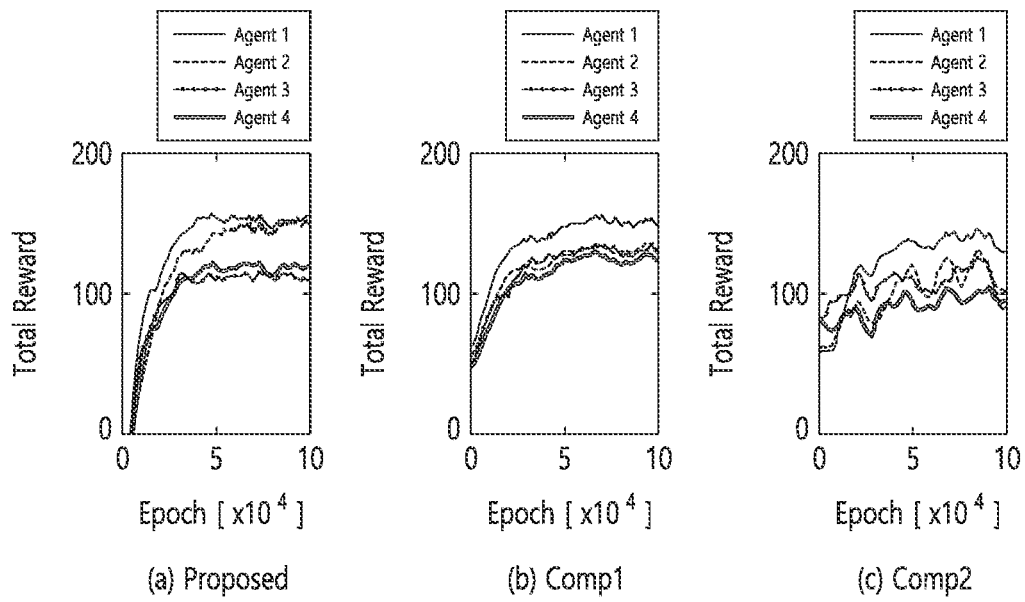 Agent 1
Agent 2
Agent 3
Agent 4
200
100
0
0 5 10
Total Reward
Epoch [ x10 4 ]
(a) Proposed
Agent 1
Agent 2
Agent 3
Agent 4
200
100
0
0 5 10
Total Reward
Epoch [ x10 4 ]
(b) Comp1
Agent 1
Agent 2
Agent 3
Agent 4
200
100
0
0 5 10
Total Reward
Epoch [ x10 4 ]
(c) Comp2